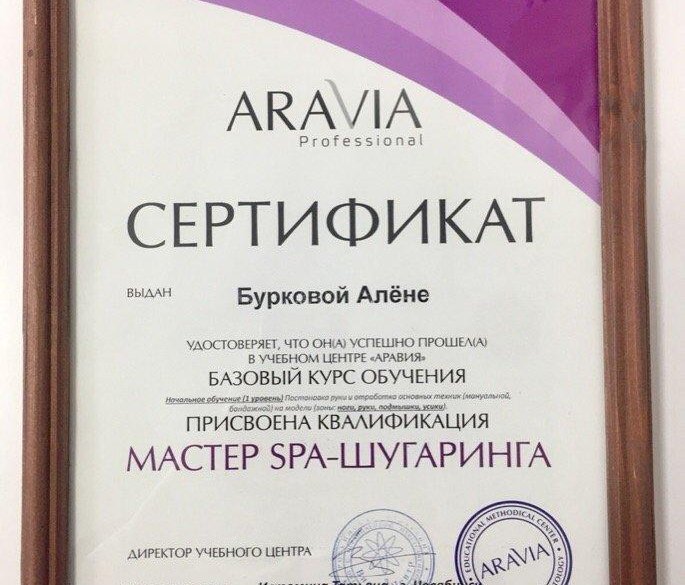 ARAVIA
Professional
СЕРТИФИКАТ
ВЫДАН Бурковой Алёне
УДОСТОВЕРЯЕТ, ЧТО ОН(А) УСПЕШНО ПРОШЕЛ(А)
В УЧЕБНОМ ЦЕНТРЕ «АРАВИЯ»
БАЗОВЫЙ КУРС ОБУЧЕНИЯ
Начальное обучение (1 уровень) Постановка руки и отработка основных техник (мануальной,
бандажной) на модели (зоны: ноги, руки, подмышки, усики).
ПРИСВОЕНА КВАЛИФИКАЦИЯ
МАСТЕР SPA-ШУГАРИНГА
EDUCATIONAL METHODICAL CENTER
ДИРЕКТОР УЧЕБНОГО ЦЕНТРА
ARAVIA